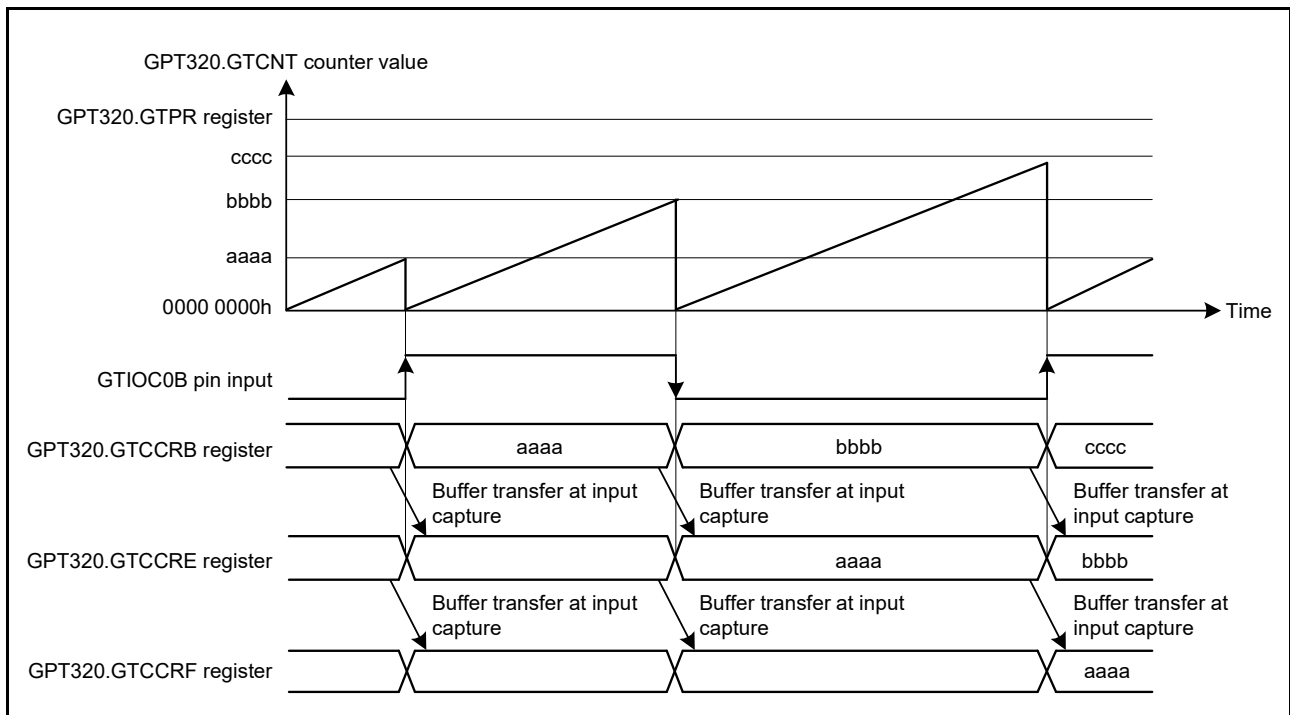 GPT320.GTCNT counter value
GPT320.GTPR register
cccc
bbbb
aaaa
0000 0000h
Time
GTIOC0B pin input
GPT320.GTCCRB register
aaaa
bbbb
cccc
Buffer transfer at input
capture
Buffer transfer at input
capture
Buffer transfer at
input capture
GPT320.GTCCRE register
aaaa
bbbb
Buffer transfer at input
capture
Buffer transfer at input
capture
Buffer transfer at
input capture
GPT320.GTCCRF register
aaaa